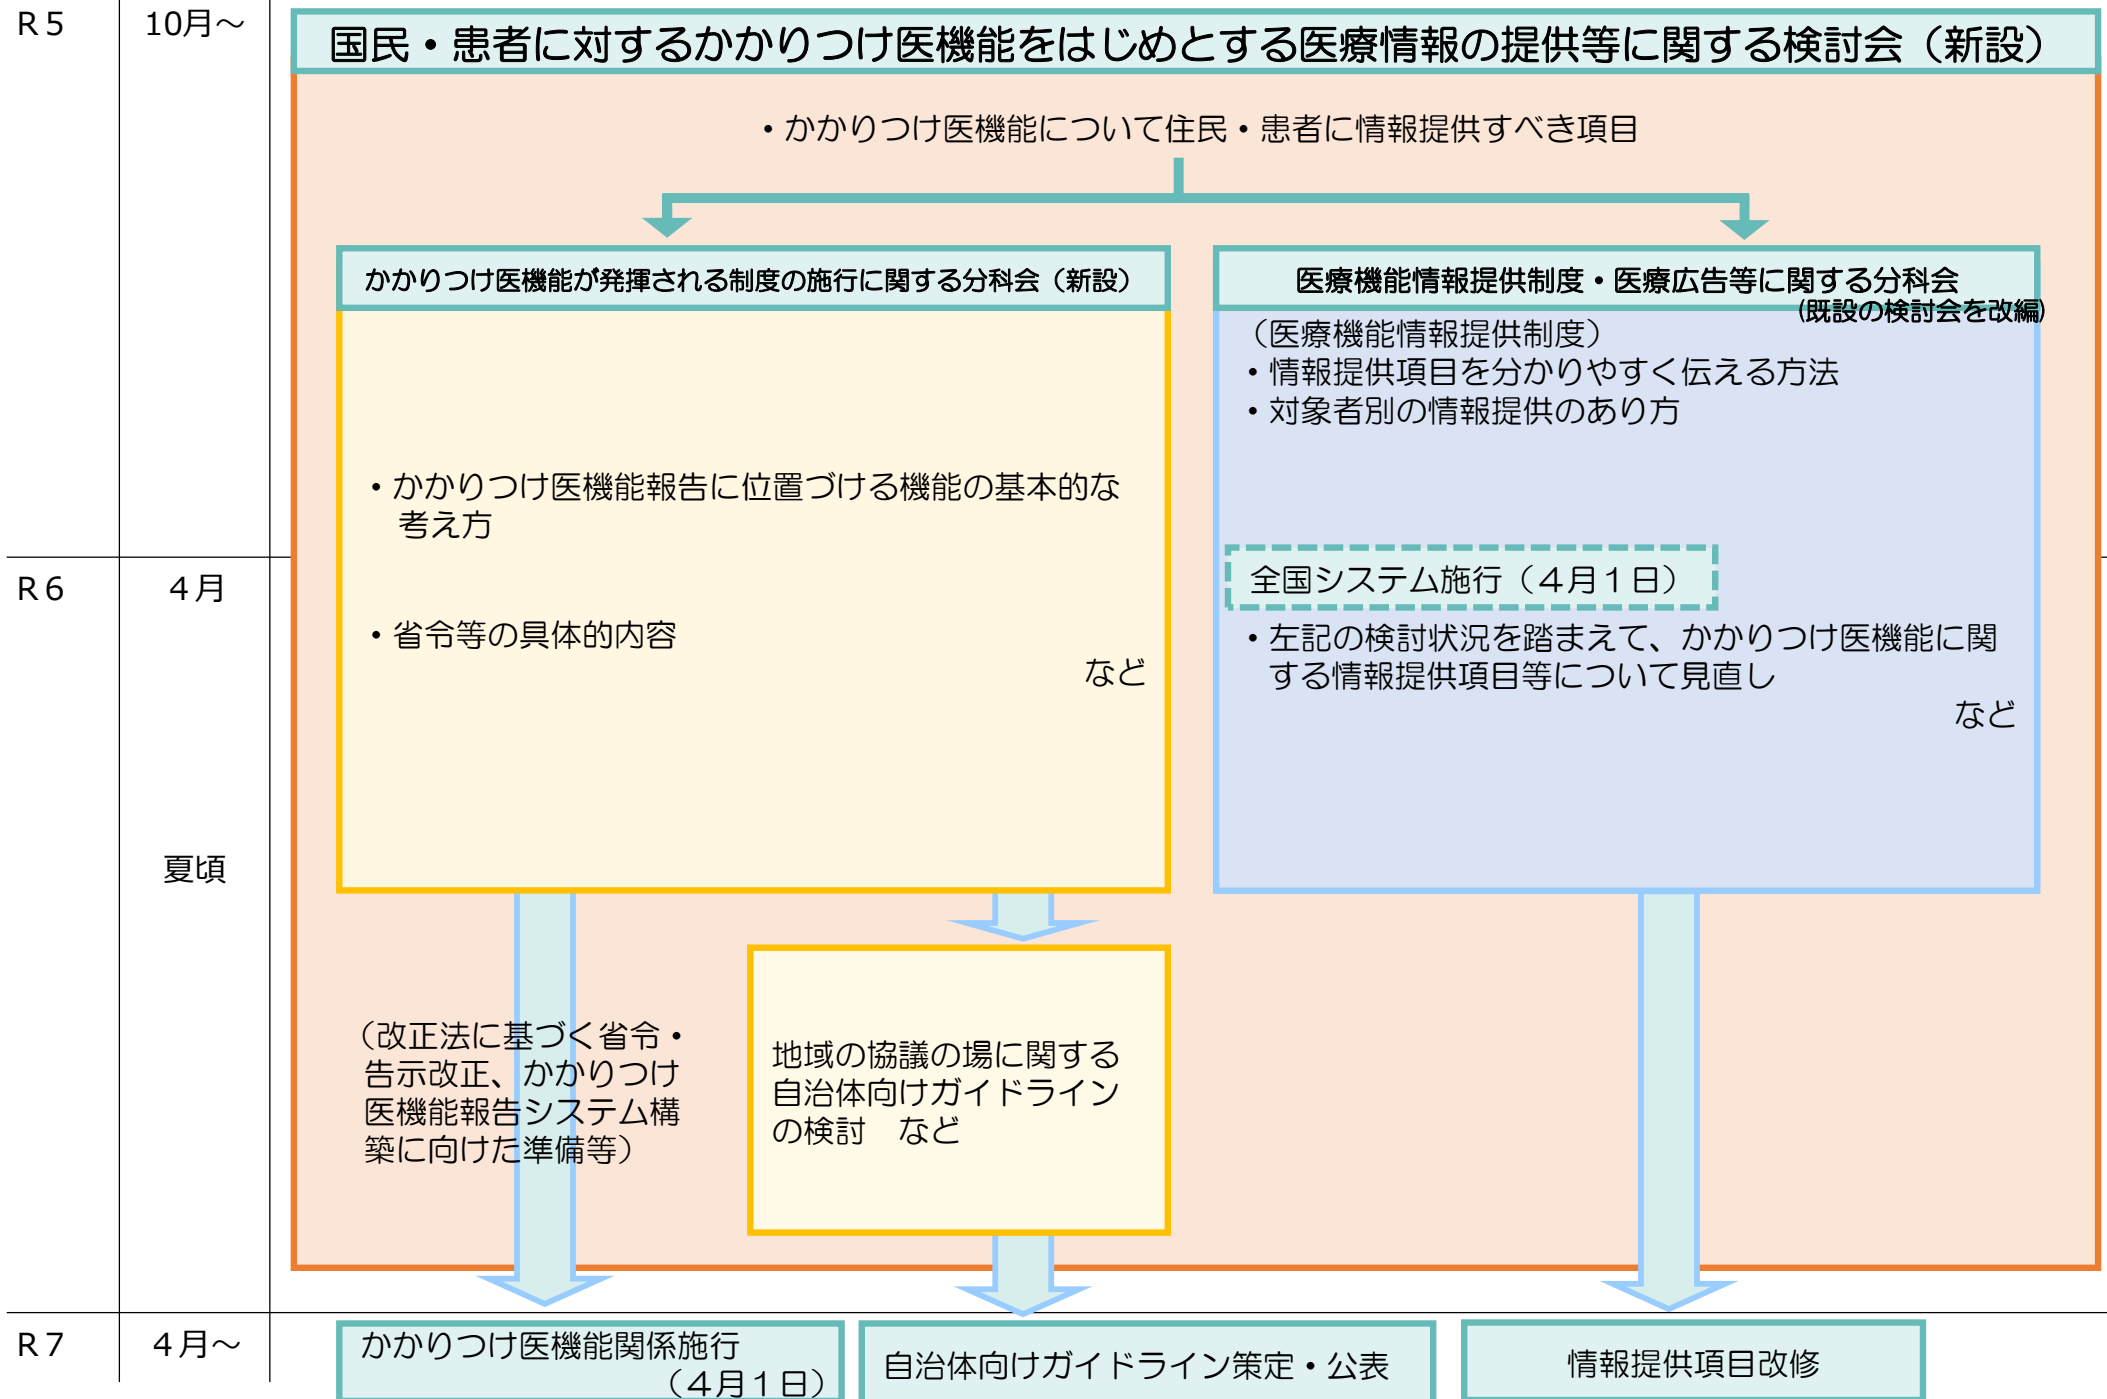 R５
10月～
国民・患者に対するかかりつけ医機能をはじめとする医療情報の提供等に関する検討会（新設）
・かかりつけ医機能について住民・患者に情報提供すべき項目
かかりつけ医機能が発揮される制度の施行に関する分科会（新設）
・かかりつけ医機能報告に位置づける機能の基本的な
考え方
・省令等の具体的内容
など
医療機能情報提供制度・医療広告等に関する分科会
(既設の検討会を改編)
（医療機能情報提供制度）
・情報提供項目を分かりやすく伝える方法
・対象者別の情報提供のあり方
全国システム施行（４月１日）
・左記の検討状況を踏まえて、かかりつけ医機能に関
する情報提供項目等について見直し
など
R６
４月
夏頃
（改正法に基づく省令・
告示改正、かかりつけ
医機能報告システム構
築に向けた準備等）
地域の協議の場に関する
自治体向けガイドライン
の検討　など
R７
４月～
かかりつけ医機能関係施行
（４月１日）
自治体向けガイドライン策定・公表
情報提供項目改修